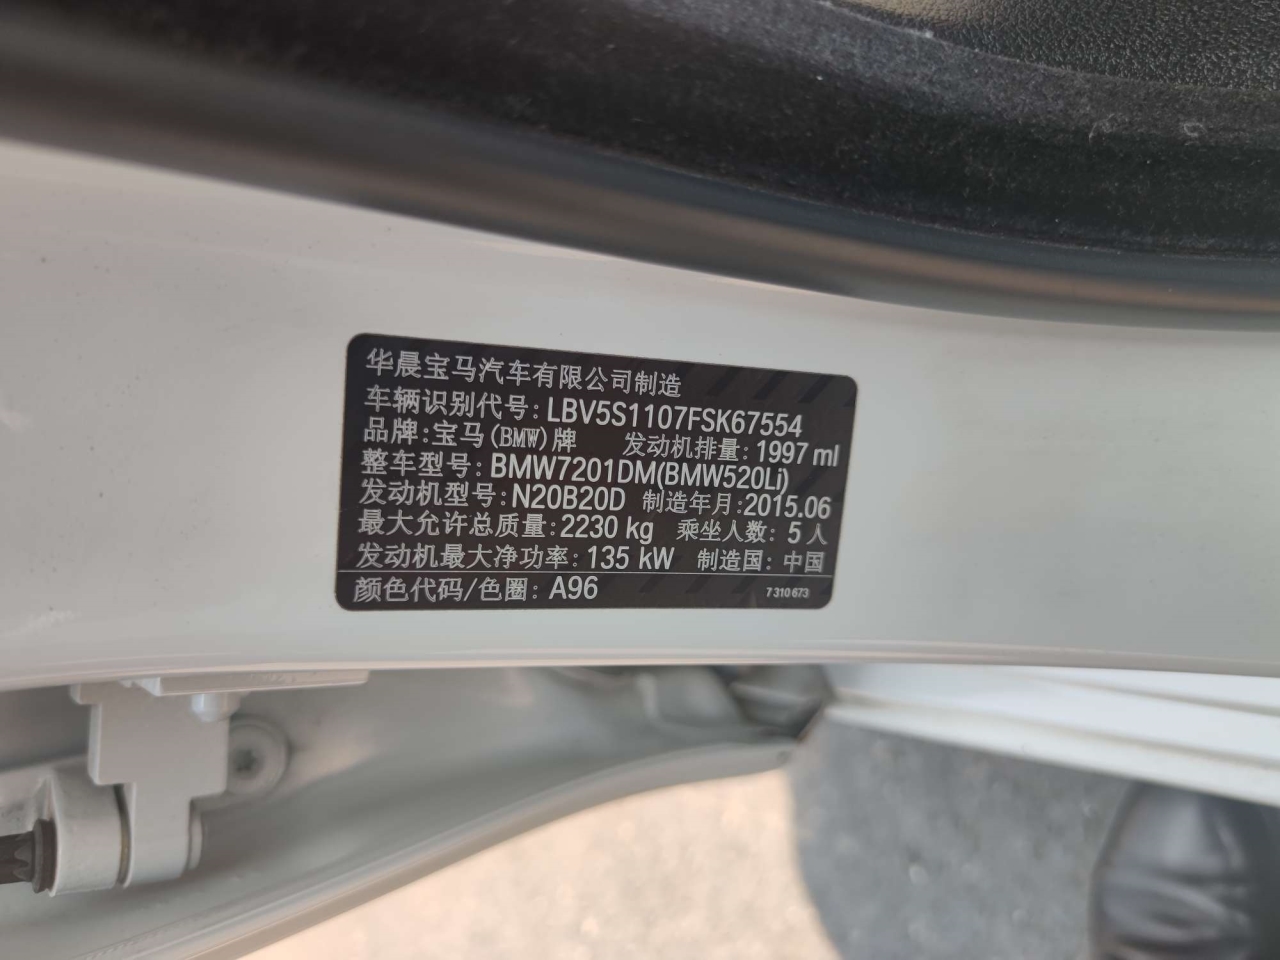 华晨宝马汽车有限公司制造
车辆识别代号: LBV5S1107FSK67554
品牌: 宝马(BMW)牌 发动机排量: 1997 ml
整车型号: BMW7201DM(BMW520Li)
发动机型号: N20B20D 制造年月: 2015.06
最大允许总质量: 2230 kg 乘坐人数: 5 人
发动机最大净功率: 135 kW 制造国: 中国
颜色代码/色圈: A96 7 310 673